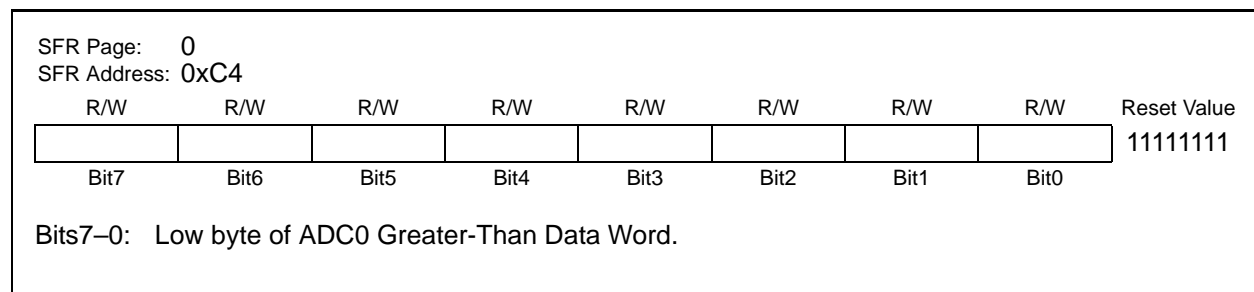 SFR Page: 0
SFR Address: 0xC4
R/W R/W R/W R/W R/W R/W R/W R/W Reset Value
11111111
Bit7 Bit6 Bit5 Bit4 Bit3 Bit2 Bit1 Bit0
Bits7–0: Low byte of ADC0 Greater-Than Data Word.